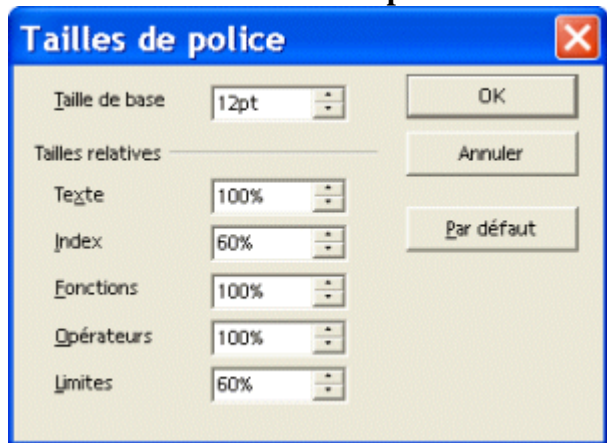 Tailles de police
Taille de base 12pt OK
Tailles relatives Annuler
Texte 100%
Index 60% Par défaut
Fonctions 100%
Opérateurs 100%
Limites 60%